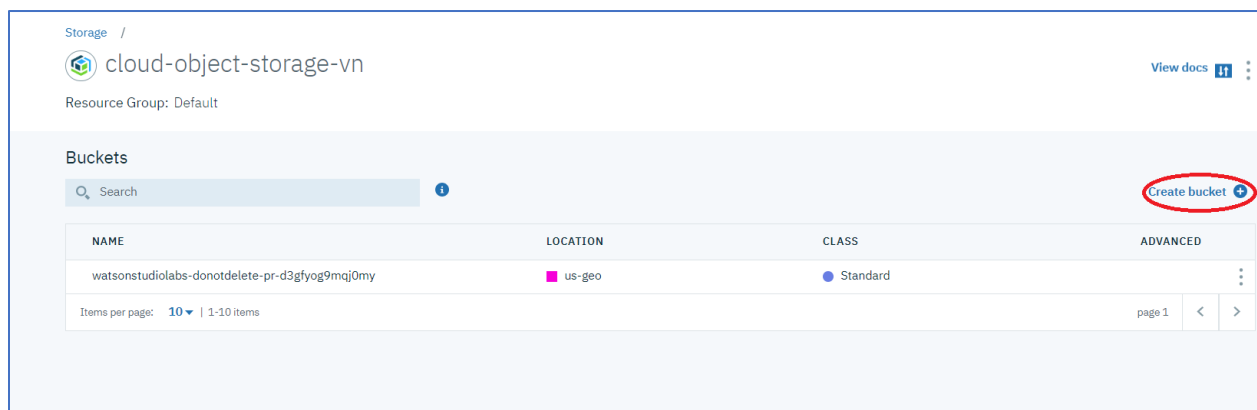 Storage /
cloud-object-storage-vn
View docs
Resource Group: Default
Buckets
Search
Create bucket
NAME LOCATION CLASS ADVANCED
watsonstudiolabs-donotdelete-pr-d3gfyog9mqj0my us-geo Standard
Items per page: 10 | 1-10 items page 1